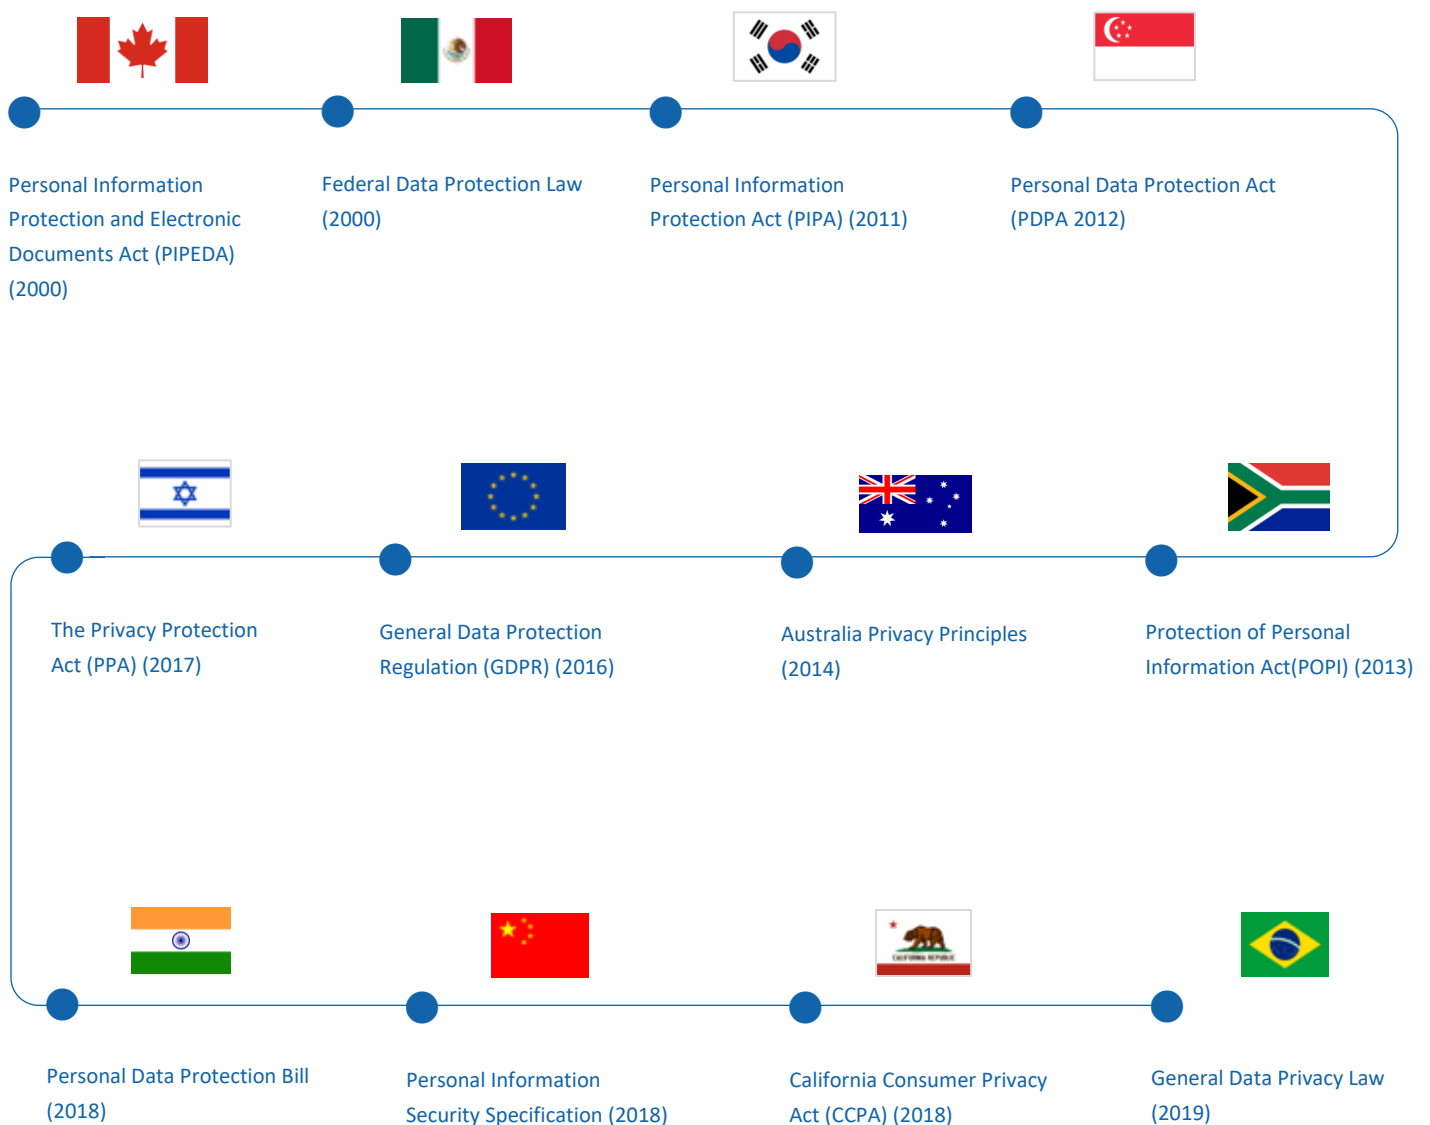 Personal Information
Protection and Electronic
Documents Act (PIPEDA)
(2000)
Federal Data Protection Law
(2000)
Personal Information
Protection Act (PIPA) (2011)
Personal Data Protection Act
(PDPA 2012)
The Privacy Protection
Act (PPA) (2017)
General Data Protection
Regulation (GDPR) (2016)
Australia Privacy Principles
(2014)
Protection of Personal
Information Act(POPI) (2013)
CALIFORNIA REPUBLIC
Personal Data Protection Bill
(2018)
Personal Information
Security Specification (2018)
California Consumer Privacy
Act (CCPA) (2018)
General Data Privacy Law
(2019)